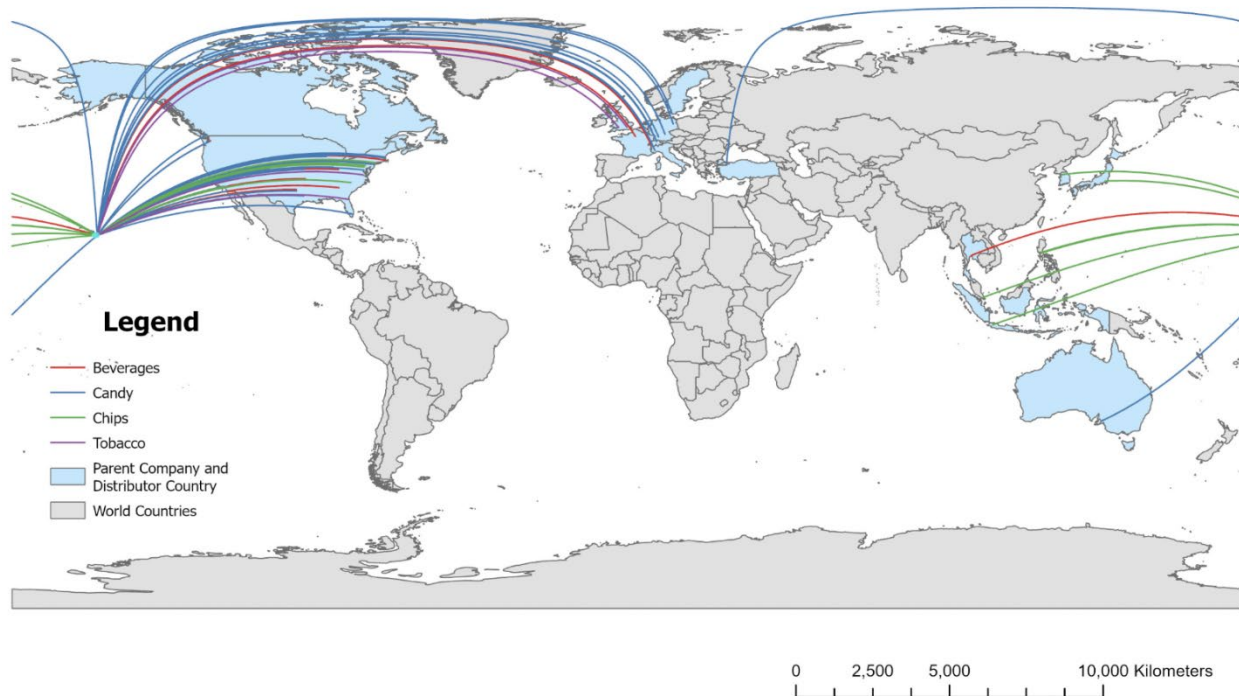 Legend
Beverages
Candy
Chips
Tobacco
Parent Company and
Distributor Country
World Countries
0 2,500 5,000 10,000 Kilometers